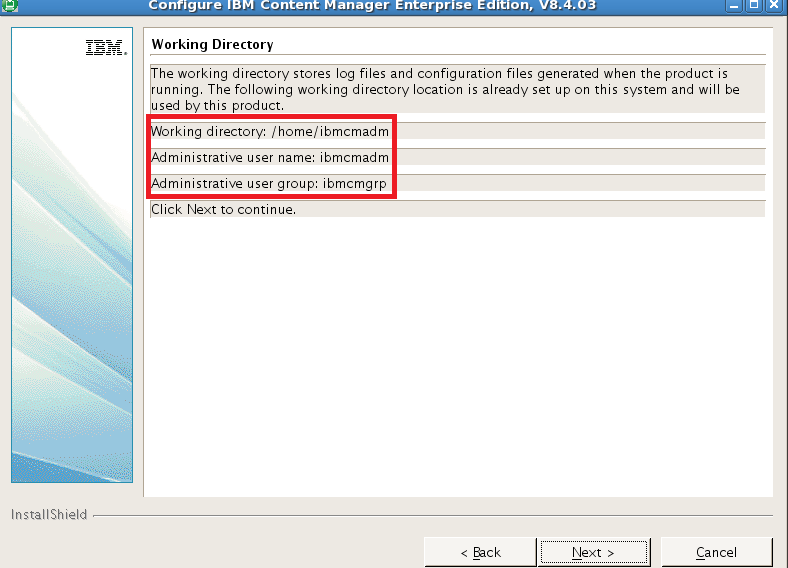 Configure IBM Content Manager Enterprise Edition, V8.4.03
IBM.
Working Directory
The working directory stores log files and configuration files generated when the product is
running. The following working directory location is already set up on this system and will be
used by this product.
Working directory: /home/ibmcmadm
Administrative user name: ibmcmadm
Administrative user group: ibmcmgrp
Click Next to continue.
InstallShield
< Back
Next >
Cancel